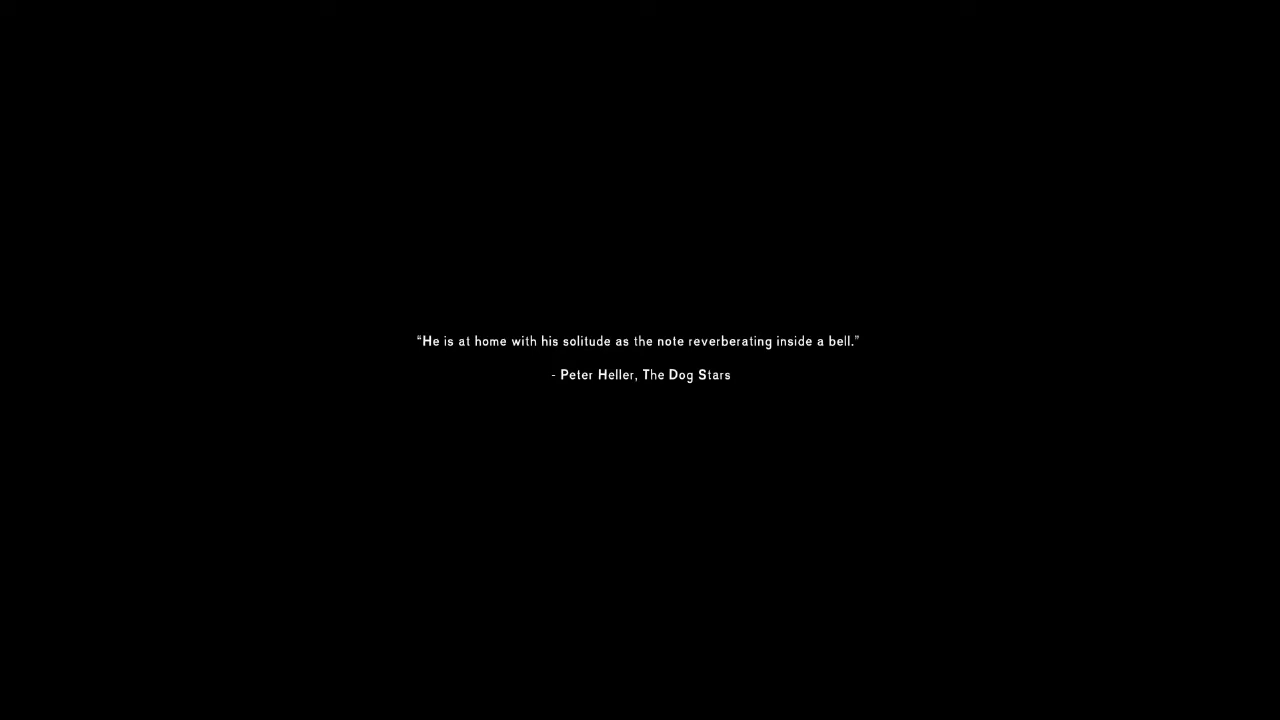 “He is at home with his solitude as the note reverberating inside a bell.”
- Peter Heller, The Dog Stars